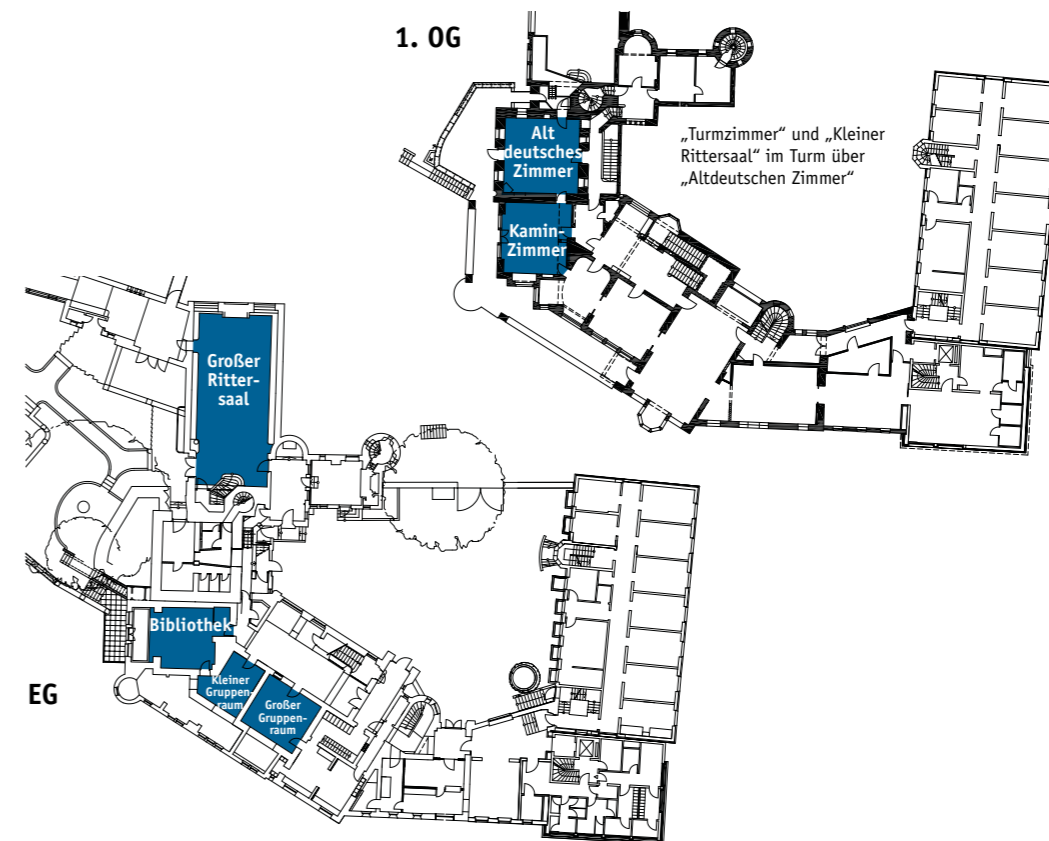 1. OG
„Turmzimmer“ und „Kleiner
Rittersaal“ im Turm über
„Altdeutschen Zimmer“
Alt
deutsches
Zimmer
Kamin-
Zimmer
Großer
Ritter-
saal
Bibliothek
EG
Kleiner
Gruppen-
raum
Großer
Gruppen-
raum